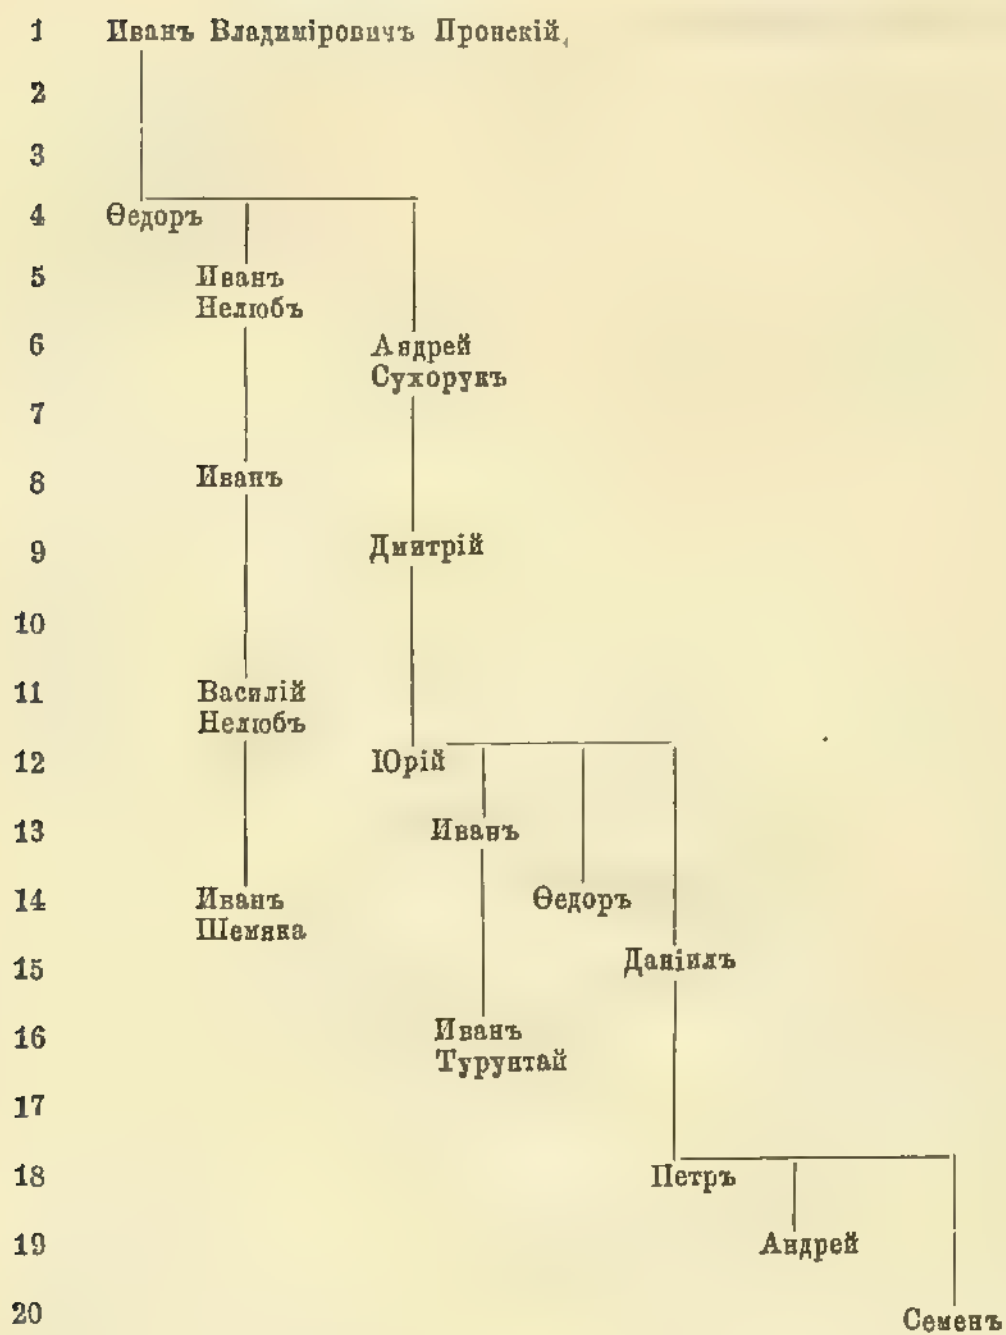 1 Иванъ Владиміровичъ Пронскій
2
3
4 Ѳедоръ
5 Иванъ
Нелюбъ
6 Андрей
Сухорукъ
7
8 Иванъ
9 Дмитрій
10
11 Василій
Нелюбъ
12 Юрій
13 Иванъ
14 Иванъ Ѳедоръ
Шемяка
15 Даніилъ
16 Иванъ
Турунтай
17
18 Петръ
19 Андрей
20 Семенъ